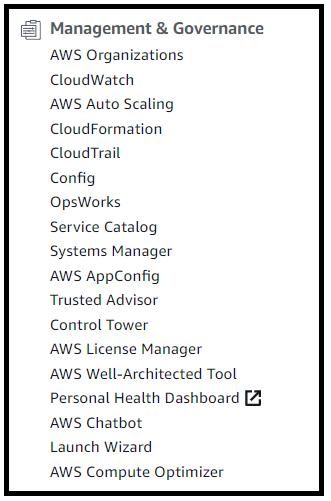 Management & Governance
AWS Organizations
CloudWatch
AWS Auto Scaling
CloudFormation
CloudTrail
Config
OpsWorks
Service Catalog
Systems Manager
AWS AppConfig
Trusted Advisor
Control Tower
AWS License Manager
AWS Well-Architected Tool
Personal Health Dashboard
AWS Chatbot
Launch Wizard
AWS Compute Optimizer